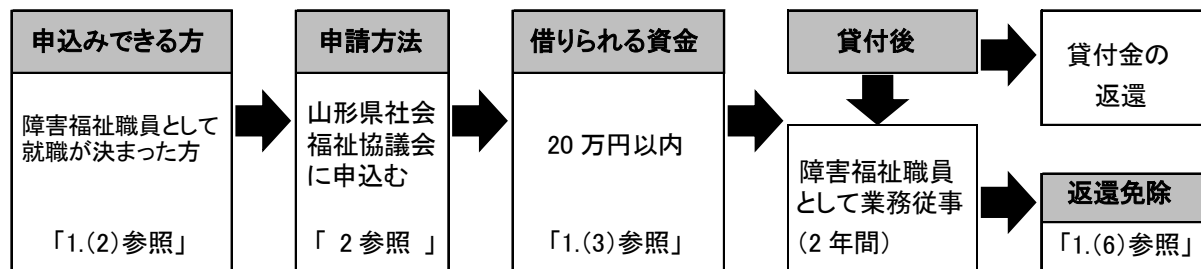 申込みできる方
障害福祉職員として
就職が決まった方
「1.(2)参照」
申請方法
山形県社会
福祉協議会
に申込む
「 2 参照 」
借りられる資金
20 万円以内
「1.(3)参照」
貸付後
障害福祉職員
として業務従事
(2 年間)
貸付金の
返還
返還免除
「1.(6)参照」